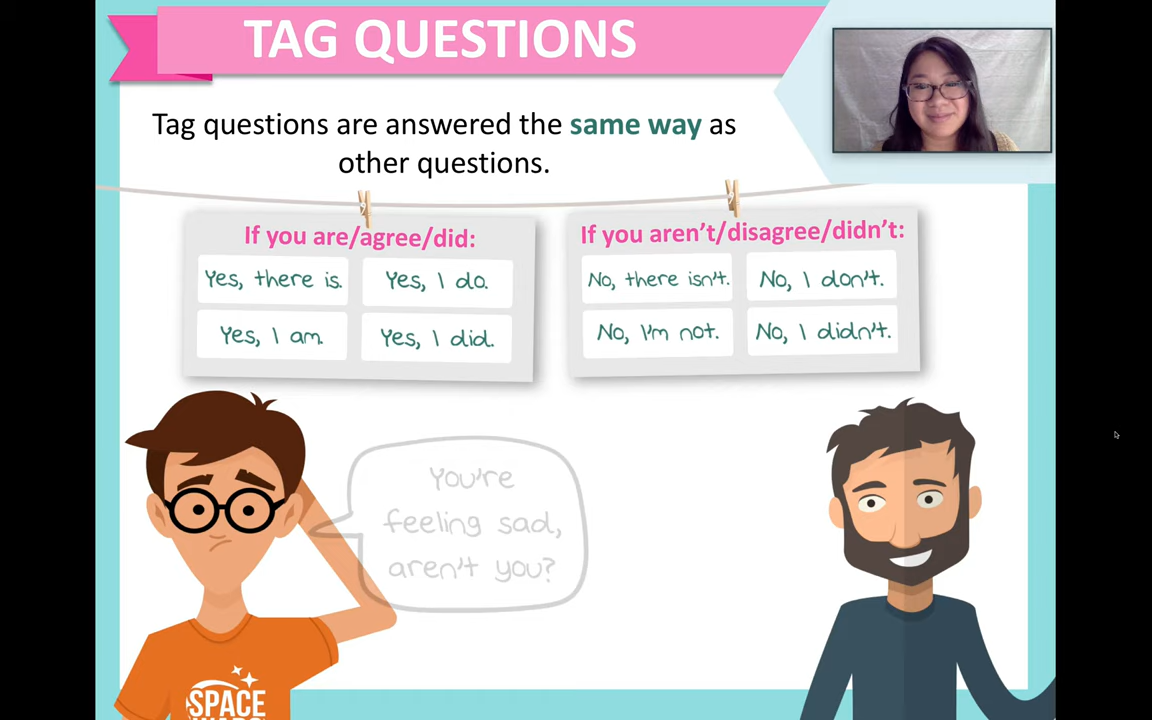 TAG QUESTIONS
Tag questions are answered the same way as
other questions.
If you are/agree/did:
Yes, there is.
Yes, I do.
Yes, I am.
Yes, I did.
If you aren't/disagree/didn't:
No, there isn't.
No, I don't.
No, I'm not.
No, I didn't.
You're
feeling sad,
aren't you?
SPACE
WARS